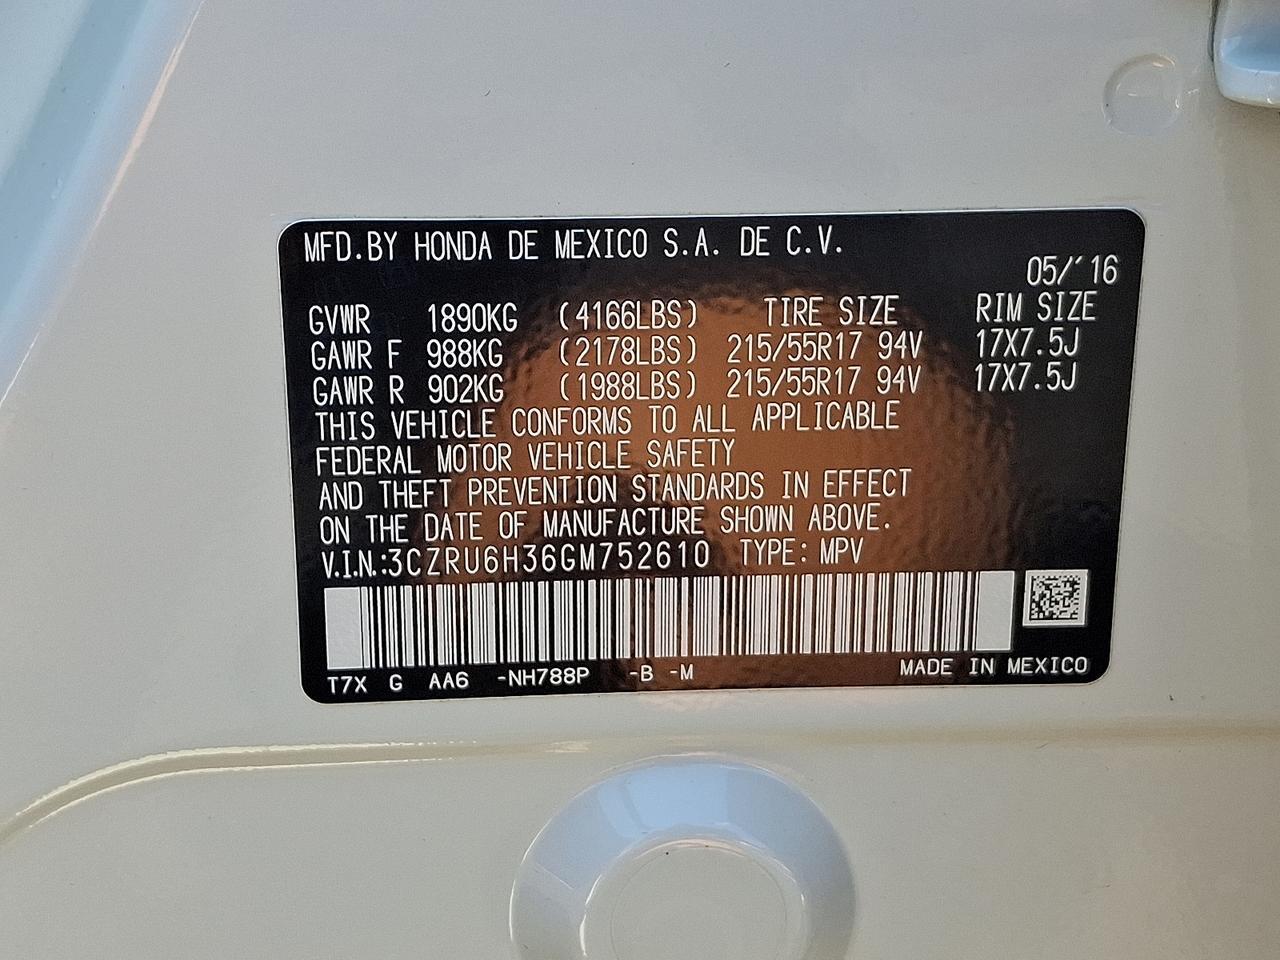 MFD.BY HONDA DE MEXICO S.A. DE C.V.
05/'16
GVWR 1890KG (4166LBS) TIRE SIZE RIM SIZE
GAWR F 988KG (2178LBS) 215/55R17 94V 17X7.5J
GAWR R 902KG (1988LBS) 215/55R17 94V 17X7.5J
THIS VEHICLE CONFORMS TO ALL APPLICABLE
FEDERAL MOTOR VEHICLE SAFETY
AND THEFT PREVENTION STANDARDS IN EFFECT
ON THE DATE OF MANUFACTURE SHOWN ABOVE.
V.I.N.:3CZRU6H36GM752610 TYPE: MPV
T7X G AA6 -NH788P -B -M MADE IN MEXICO